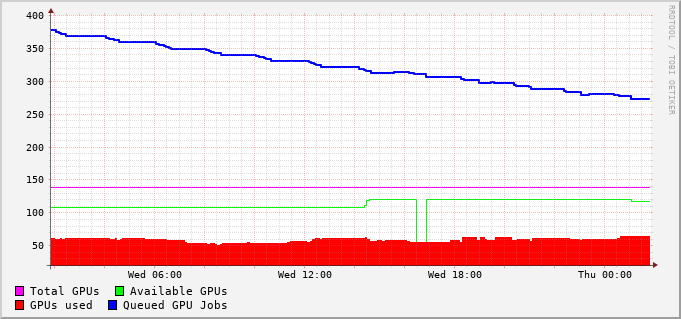 400
350
300
250
200
150
100
50
Wed 06:00 Wed 12:00 Wed 18:00 Thu 00:00
Total GPUs Available GPUs
GPUs used Queued GPU Jobs
RRDTOOL / TOBI OETIKER